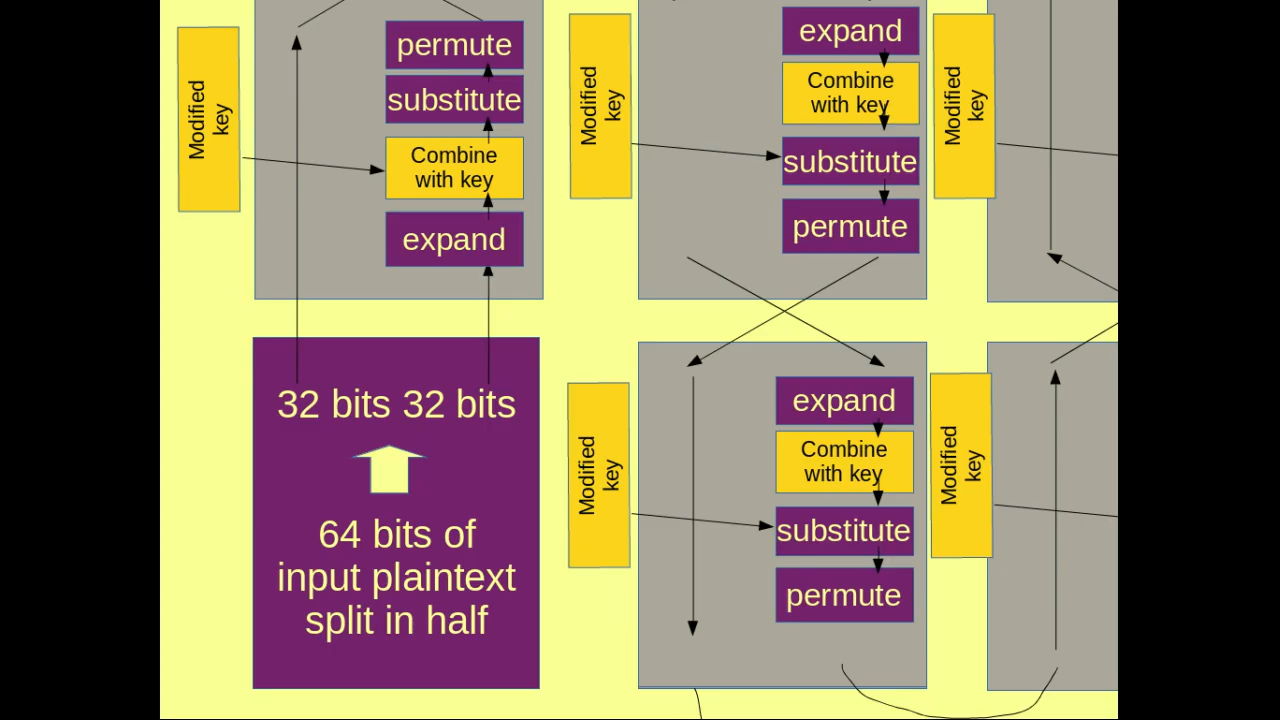 Modified
key
permute
substitute
Combine
with key
expand
32 bits 32 bits
64 bits of
input plaintext
split in half
Modified
key
expand
Combine
with key
substitute
permute
Modified
key
expand
Combine
with key
substitute
permute
Modified
key
Modified
key